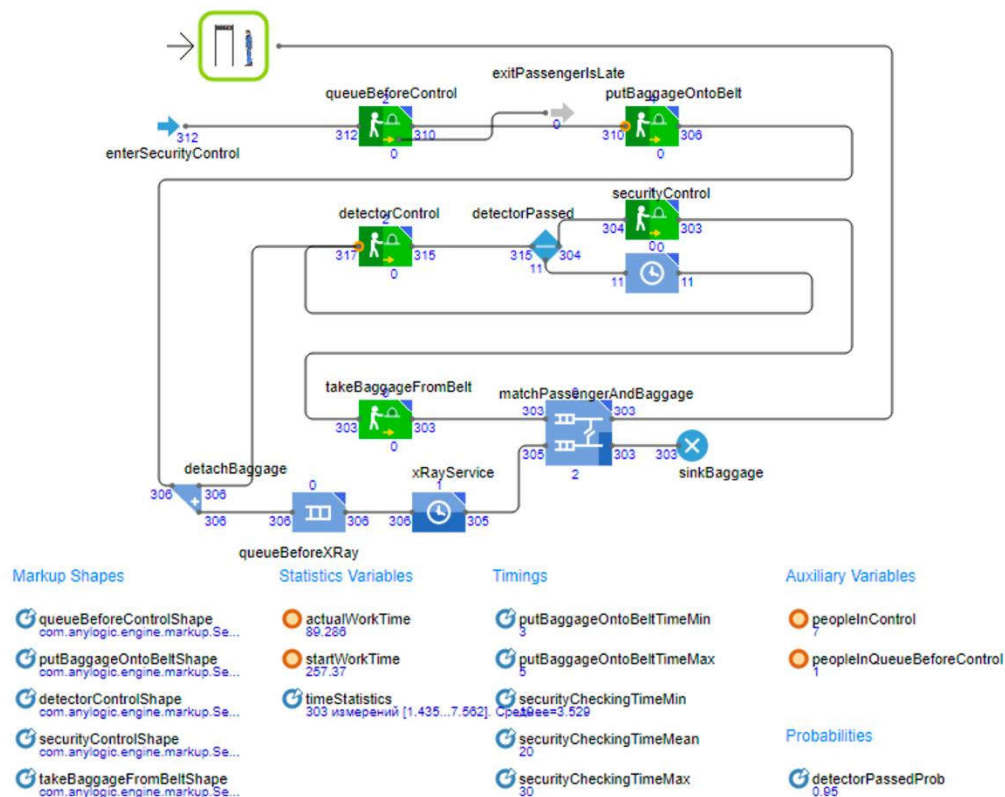 exitPassengerIsLate
queueBeforeControl
putBaggageOntoBelt
2
312
310
0
0
310
306
0
312
enterSecurityControl
securityControl
detectorControl
detectorPassed
2
304
303
317
315
315
304
0
0
0
11
11
11
takeBaggageFromBelt
matchPassengerAndBaggage
303
303
303
303
0
305
303
303
2
sinkBaggage
detachBaggage
xRayService
306
306
0
1
306
306
306
306
305
queueBeforeXRay
Markup Shapes
Statistics Variables
Timings
Auxiliary Variables
queueBeforeControlShape
com.anylogic.engine.markup.Se...
actualWorkTime
89.286
putBaggageOntoBeltTimeMin
3
peopleInControl
7
putBaggageOntoBeltShape
com.anylogic.engine.markup.Se...
startWorkTime
257.37
putBaggageOntoBeltTimeMax
5
peopleInQueueBeforeControl
1
detectorControlShape
com.anylogic.engine.markup.Se...
timeStatistics
303 измерений [1.435...7.562]. Среднее=3.529
securityCheckingTimeMin
securityControlShape
com.anylogic.engine.markup.Se...
securityCheckingTimeMean
20
Probabilities
takeBaggageFromBeltShape
com.anylogic.engine.markup.Se...
securityCheckingTimeMax
30
detectorPassedProb
0.95